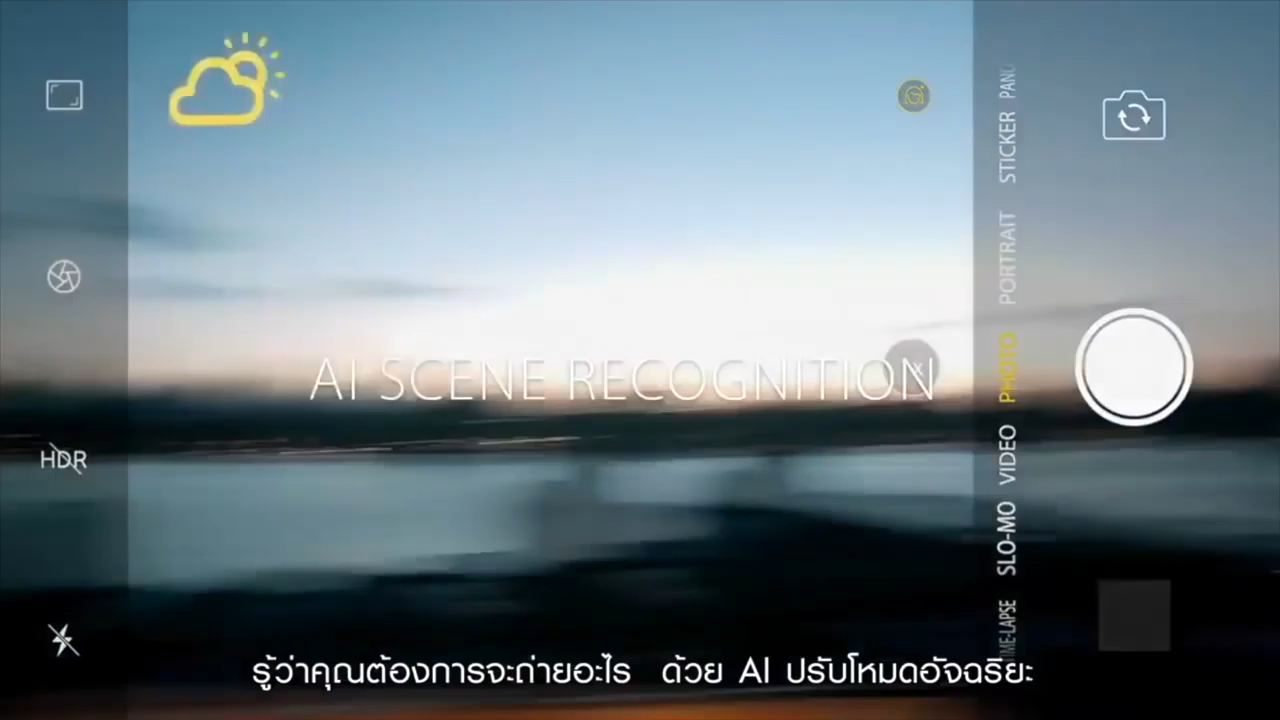 PANO
STICKER
PORTRAIT
AI SCENE RECOGNITION
PHOTO
VIDEO
HDR
SLO-MO
TIME-LAPSE
รู้ว่าคุณต้องการจะถ่ายอะไร ด้วย AI ปรับโหมดอัจฉริยะ